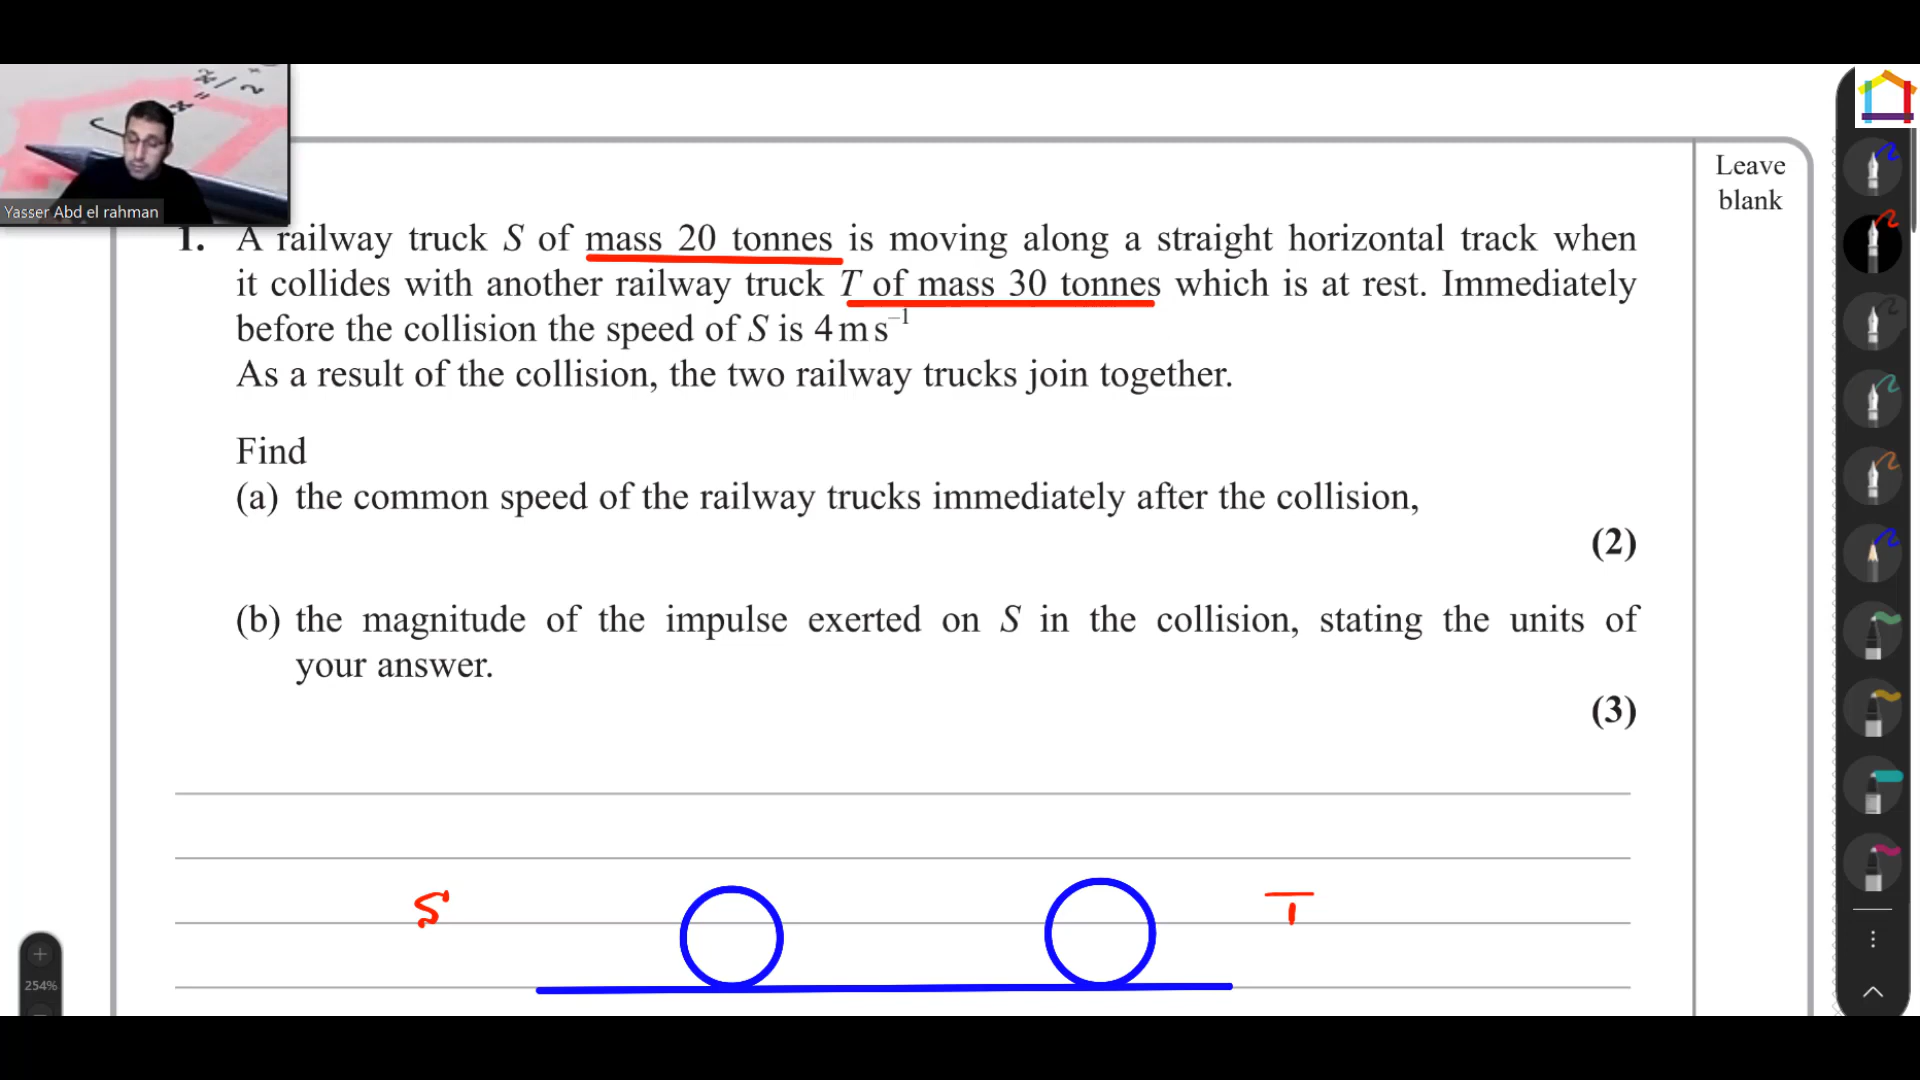 Yasser Abd el rahman
Leave
blank
1. A railway truck S of mass 20 tonnes is moving along a straight horizontal track when
it collides with another railway truck T of mass 30 tonnes which is at rest. Immediately
before the collision the speed of S is 4 m s⁻¹
As a result of the collision, the two railway trucks join together.
Find
(a) the common speed of the railway trucks immediately after the collision,
(2)
(b) the magnitude of the impulse exerted on S in the collision, stating the units of
your answer.
(3)
S T
254%